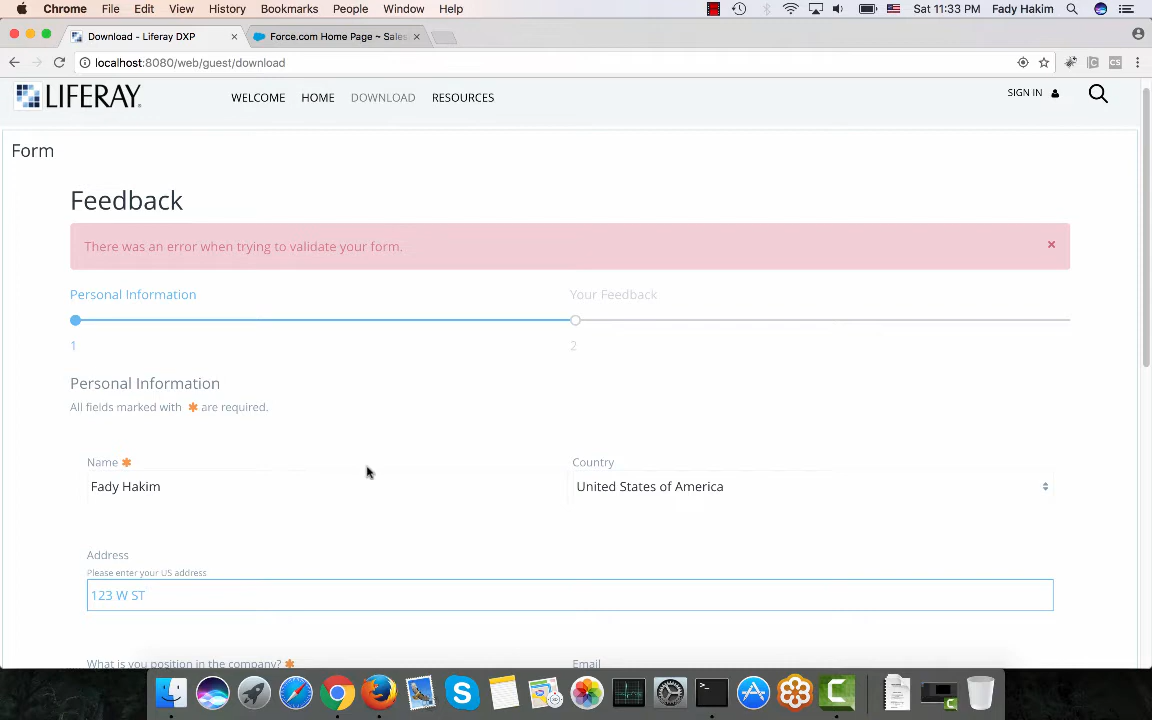 Chrome File Edit View History Bookmarks People Window Help Sat 11:33 PM Fady Hakim
Download - Liferay DXP Force.com Home Page ~ Sales
localhost:8080/web/guest/download
LIFERAY WELCOME HOME DOWNLOAD RESOURCES SIGN IN
Form
Feedback
There was an error when trying to validate your form.
Personal Information Your Feedback
1 2
Personal Information
All fields marked with ✱ are required.
Name ✱ Country
Fady Hakim United States of America
Address
Please enter your US address
123 W ST
What is you position in the company? ✱ Email